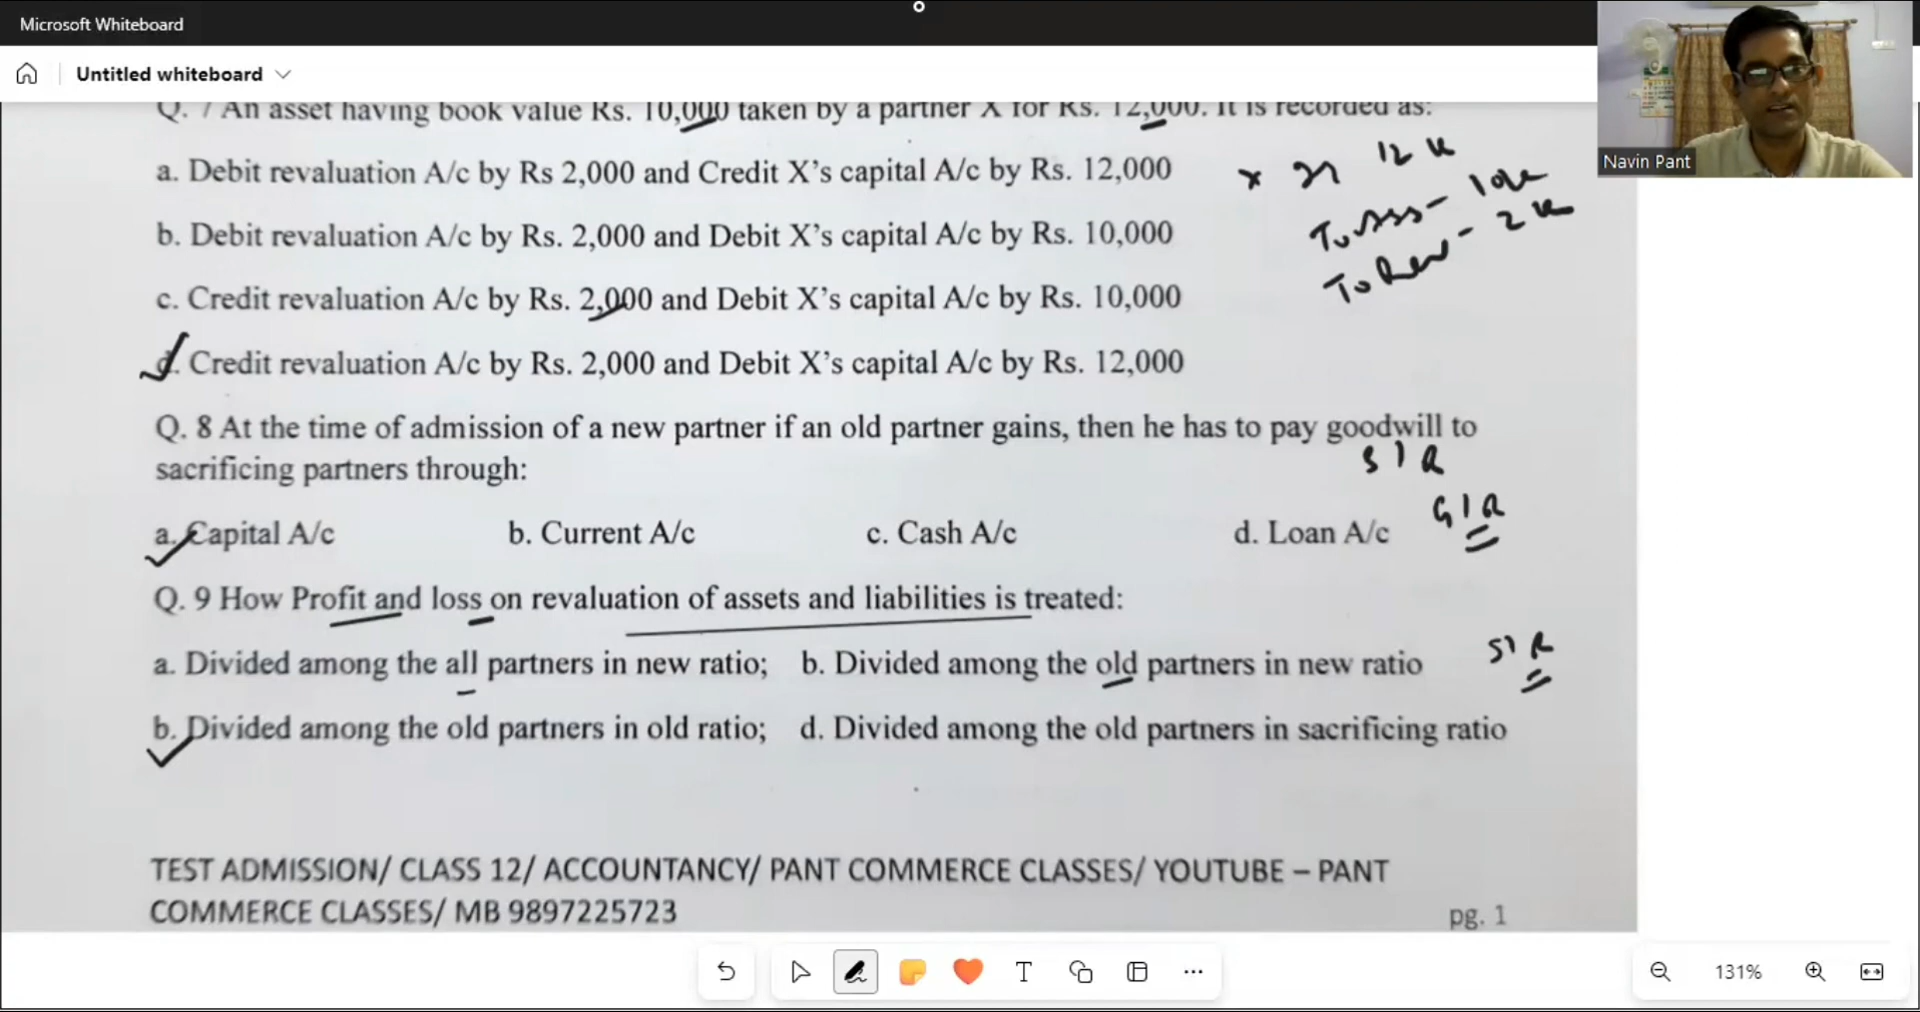 Microsoft Whiteboard
Untitled whiteboard
Navin Pant
Q. 7 An asset having book value Rs. 10,000 taken by a partner X for Rs. 12,000. It is recorded as:
a. Debit revaluation A/c by Rs 2,000 and Credit X's capital A/c by Rs. 12,000
12 K
To Ass - 10K
To Rev - 2 K
b. Debit revaluation A/c by Rs. 2,000 and Debit X's capital A/c by Rs. 10,000
c. Credit revaluation A/c by Rs. 2,000 and Debit X's capital A/c by Rs. 10,000
d. Credit revaluation A/c by Rs. 2,000 and Debit X's capital A/c by Rs. 12,000
Q. 8 At the time of admission of a new partner if an old partner gains, then he has to pay goodwill to
sacrificing partners through:
S I R
G I R
a. Capital A/c b. Current A/c c. Cash A/c d. Loan A/c
Q. 9 How Profit and loss on revaluation of assets and liabilities is treated:
a. Divided among the all partners in new ratio; b. Divided among the old partners in new ratio
S I R
b. Divided among the old partners in old ratio; d. Divided among the old partners in sacrificing ratio
TEST ADMISSION/ CLASS 12/ ACCOUNTANCY/ PANT COMMERCE CLASSES/ YOUTUBE – PANT
COMMERCE CLASSES/ MB 9897225723
pg. 1
131%